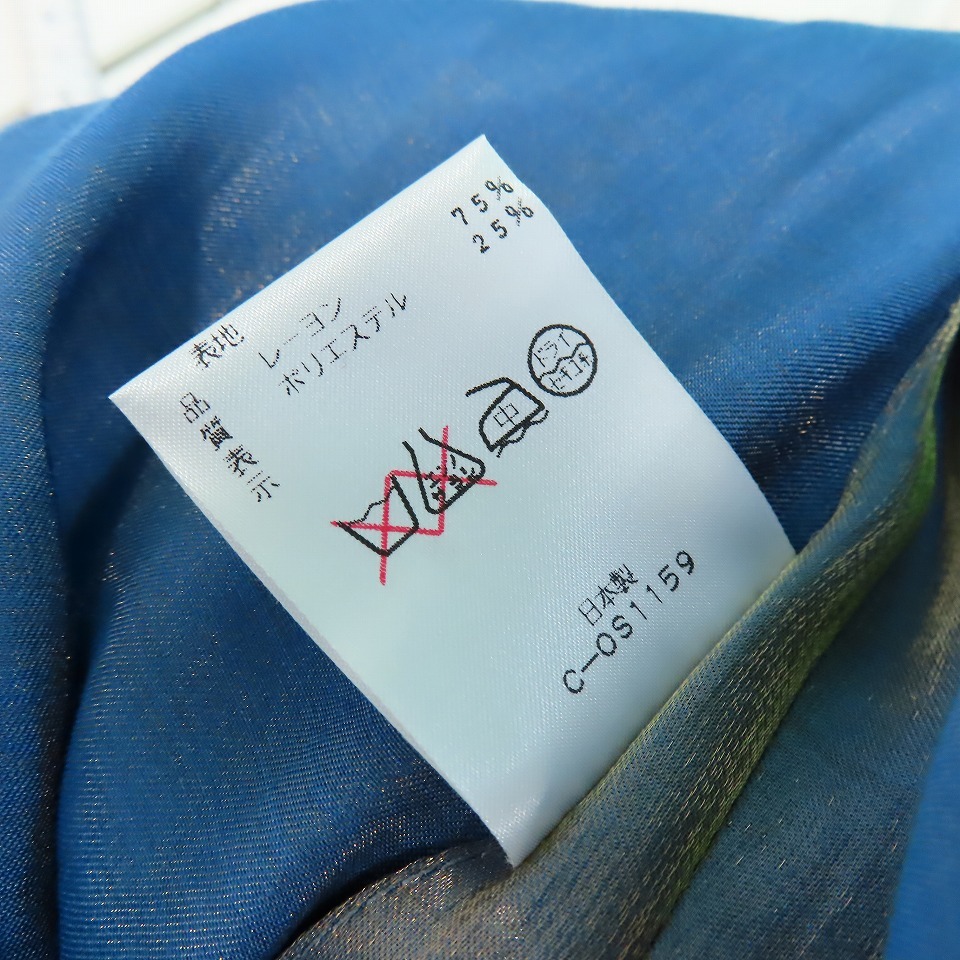 品質表示
表地 レーヨン 75%
ポリエステル 25%
中
ドライ
セキユ系
日本製
C-OS1159